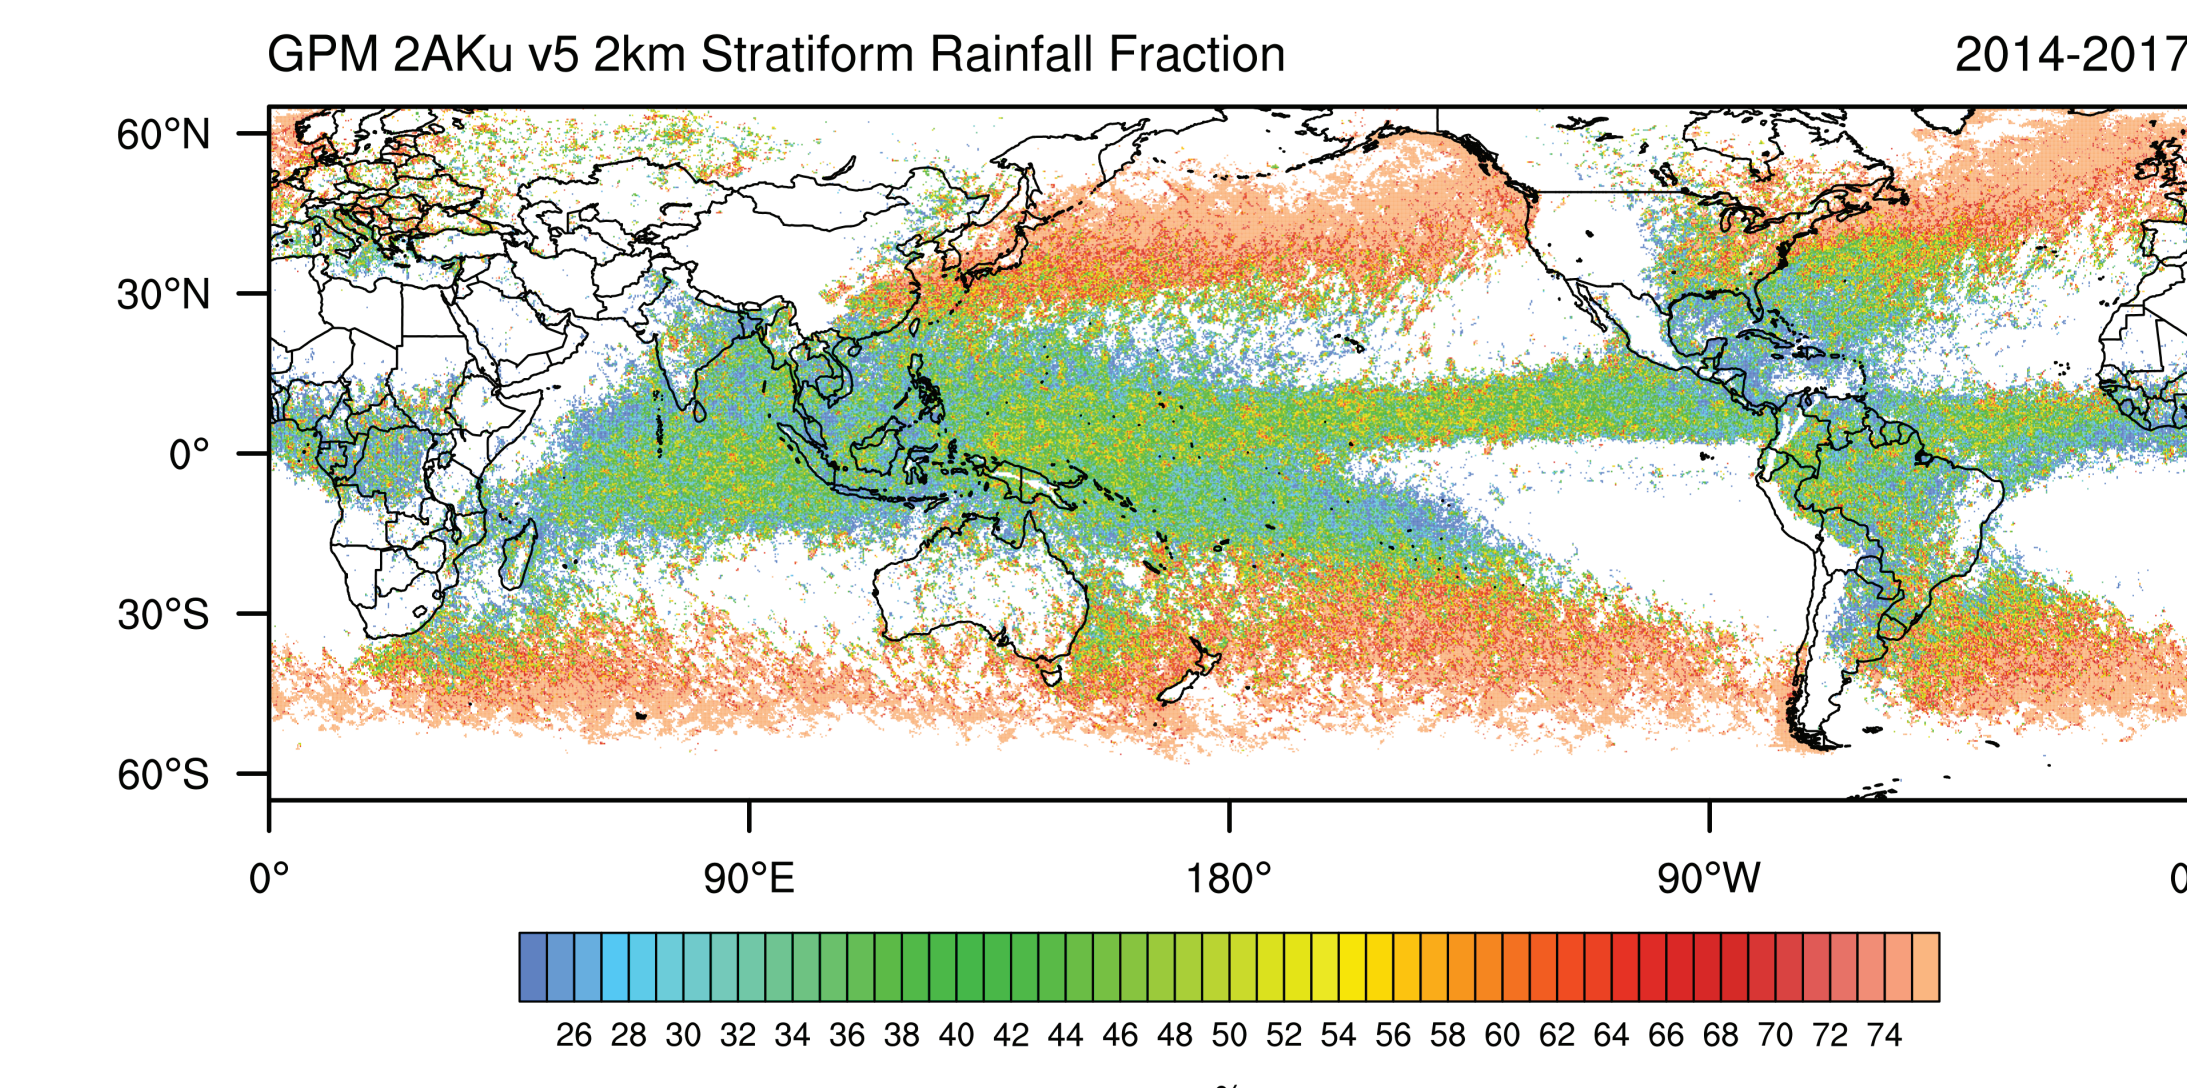 GPM 2AKu v5 2km Stratiform Rainfall Fraction 2014-2017
60°N
30°N
0°
30°S
60°S
0° 90°E 180° 90°W 0
26 28 30 32 34 36 38 40 42 44 46 48 50 52 54 56 58 60 62 64 66 68 70 72 74